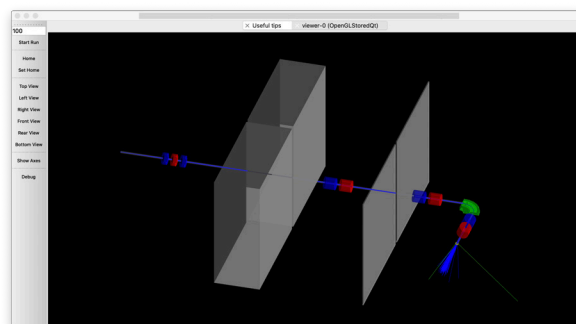 × Useful tips
viewer-0 (OpenGLStoredQt)
100
Start Run
Home
Set Home
Top View
Left View
Right View
Front View
Rear View
Bottom View
Show Axes
Debug